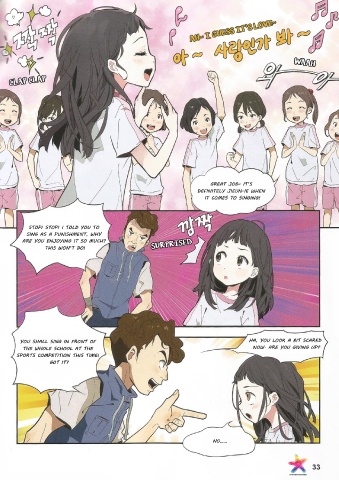 짝짝짝
CLAP CLAP
AH- I GUESS IT'S LOVE-
아~ 사랑인가 봐~
와 아
WAAH
GREAT JOB- IT'S
DEFINITELY JEUN-IE WHEN
IT COMES TO SINGING!
STOP! STOP! I TOLD YOU TO
SING AS A PUNISHMENT, WHY
ARE YOU ENJOYING IT SO MUCH?
THIS WON'T DO!
깜짝
SURPRISED
YOU SHALL SING IN FRONT OF
THE WHOLE SCHOOL AT THE
SPORTS COMPETITION THIS TIME!
GOT IT?
HA, YOU LOOK A BIT SCARED
NOW. ARE YOU GIVING UP?
NO....
33